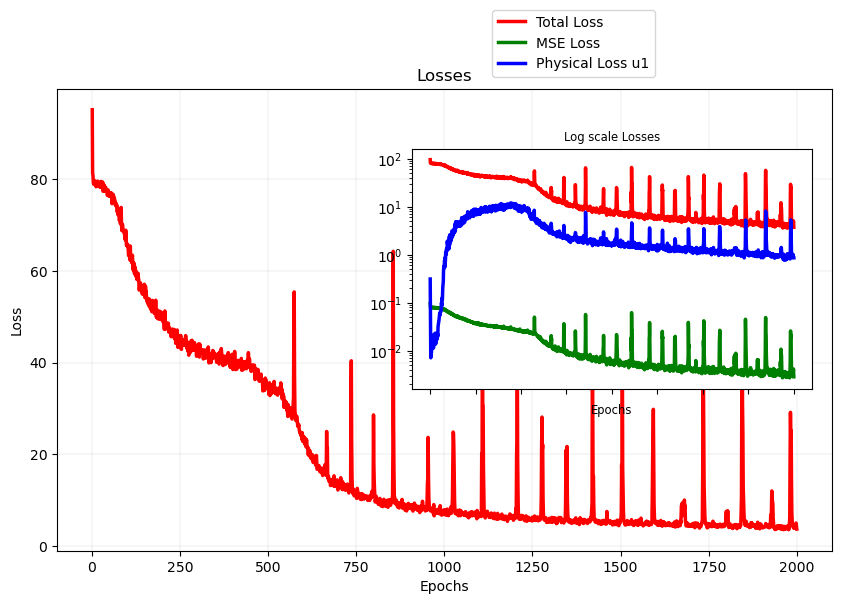 Total Loss
MSE Loss
Physical Loss u1
Losses
Log scale Losses
10²
10¹
10⁰
10⁻¹
10⁻²
Epochs
Loss
80
60
40
20
0
0 250 500 750 1000 1250 1500 1750 2000
Epochs